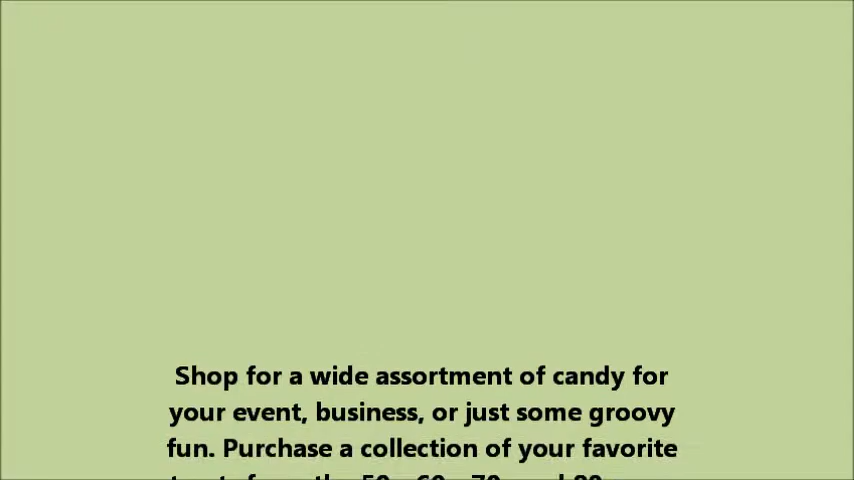 Shop for a wide assortment of candy for
your event, business, or just some groovy
fun. Purchase a collection of your favorite